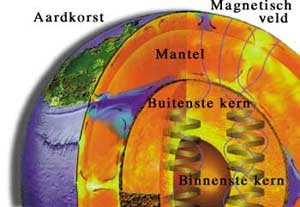 Aardkorst
Magnetisch
veld
Mantel
Buitenste kern
Binnenste kern